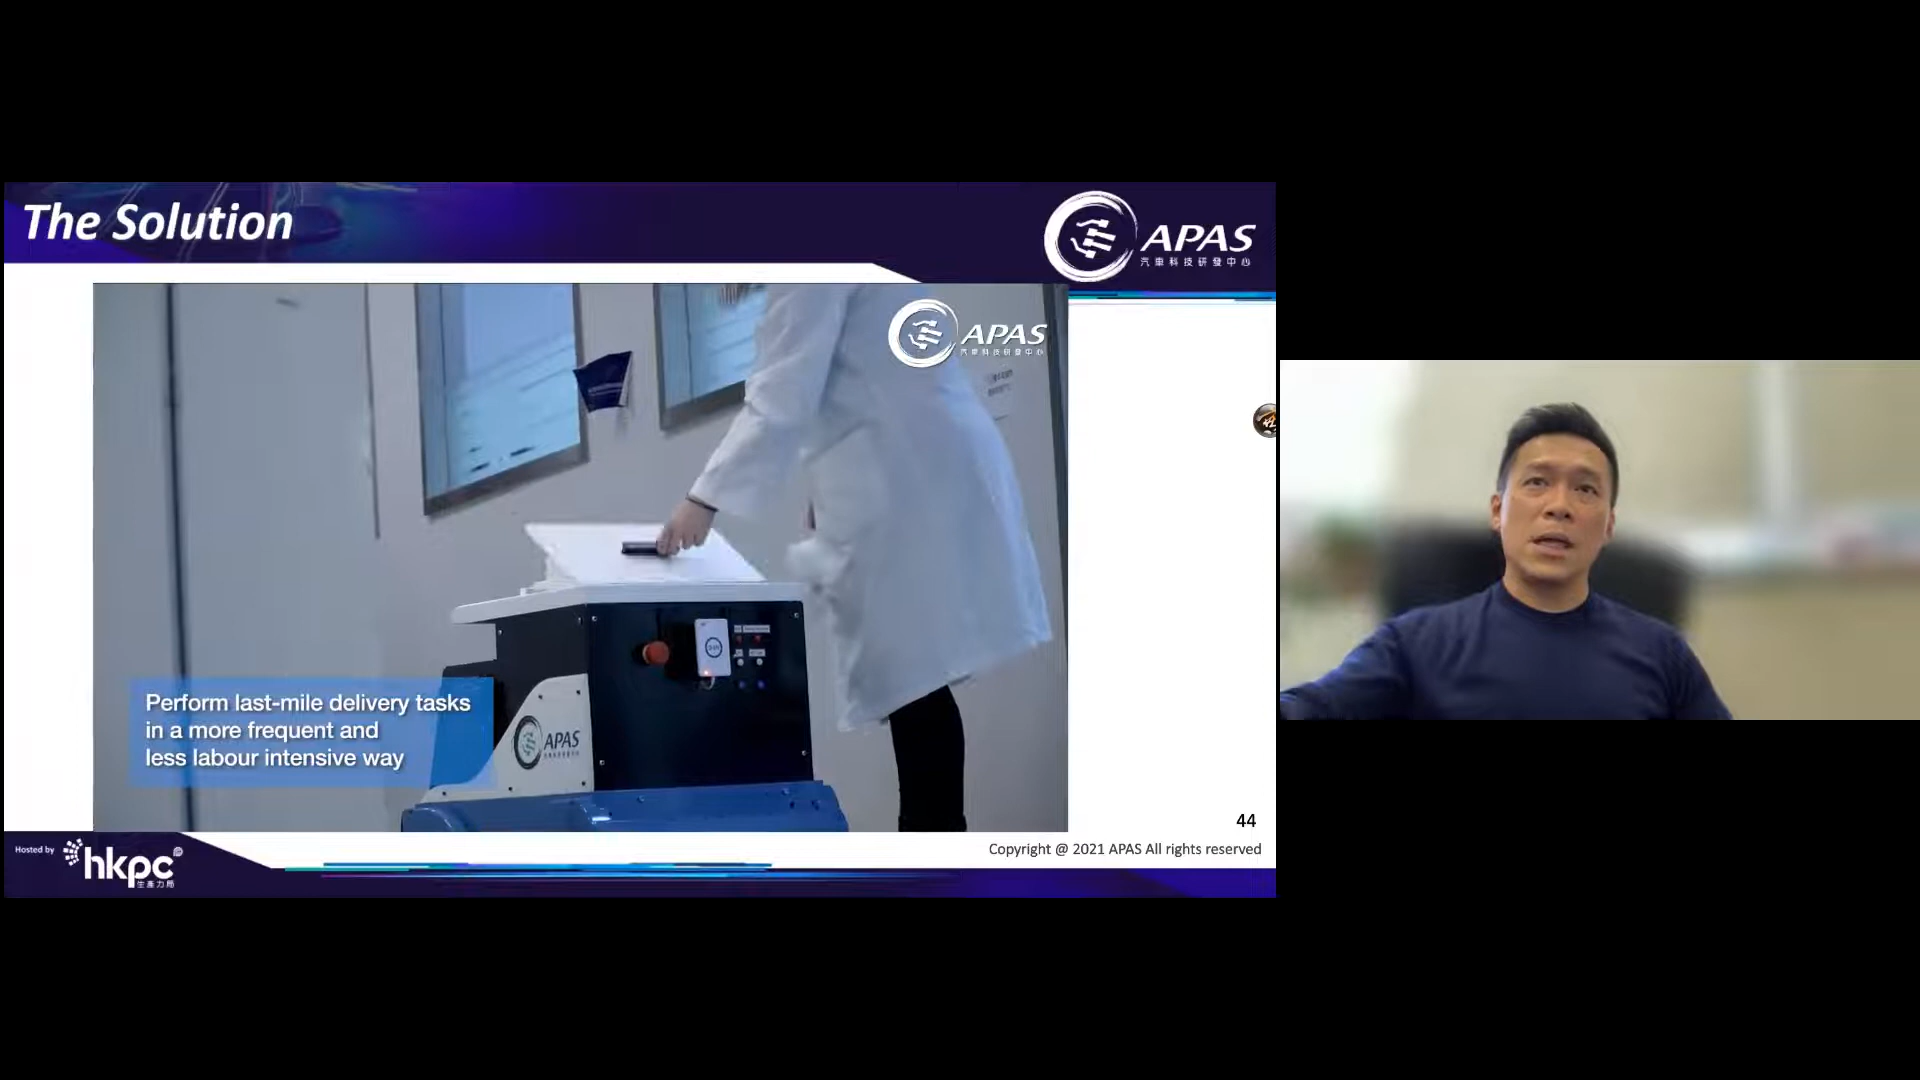 The Solution
APAS
汽車科技研發中心
APAS
汽車科技研發中心
Perform last-mile delivery tasks
in a more frequent and
less labour intensive way
APAS
44
Hosted by
hkpc
生產力局
Copyright @ 2021 APAS All rights reserved